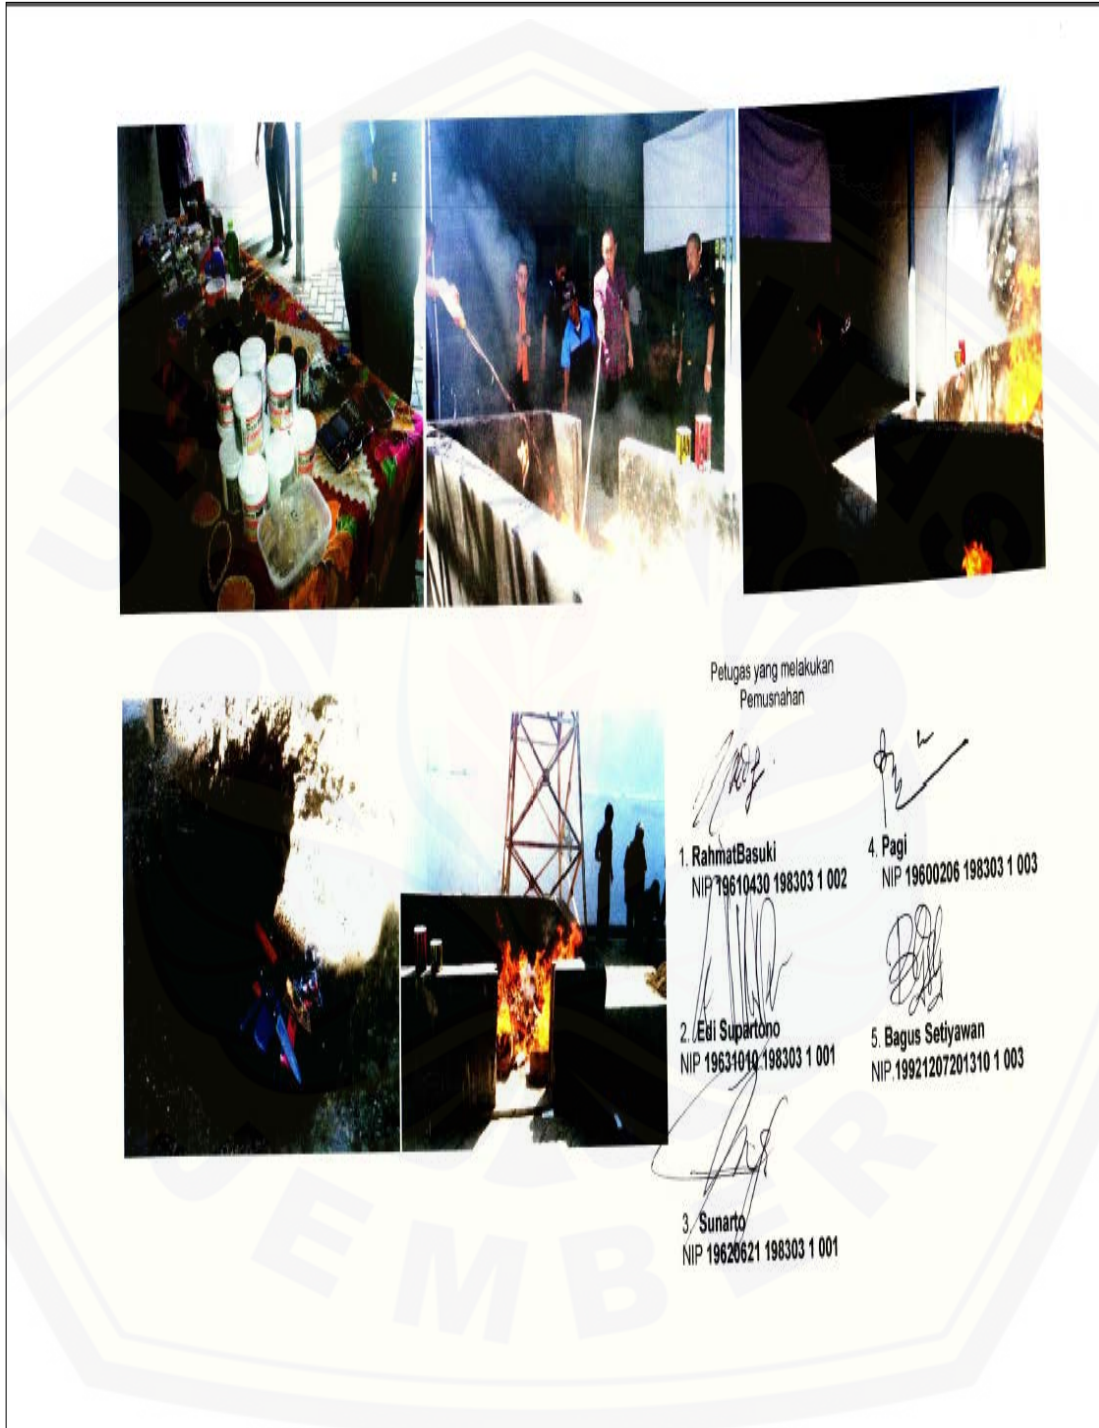 Petugas yang melakukan
Pemusnahan
1. RahmatBasuki
NIP 19610430 198303 1 002
4. Pagi
NIP 19600206 198303 1 003
2. Edi Supartono
NIP 19631010 198303 1 001
5. Bagus Setiyawan
NIP.19921207201310 1 003
3. Sunarto
NIP 19620621 198303 1 001
UNIVERSITAS
JEMBER